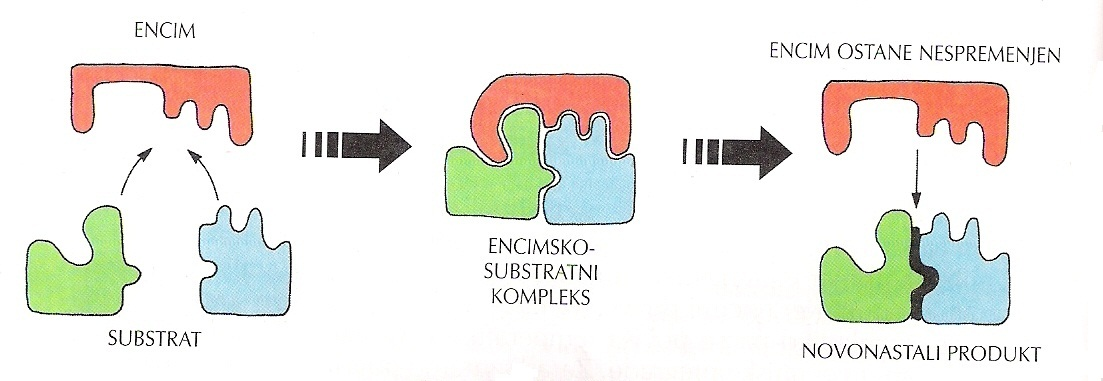 ENCIM
SUBSTRAT
ENCIMSKO-
SUBSTRATNI
KOMPLEKS
ENCIM OSTANE NESPREMENJEN
NOVONASTALI PRODUKT